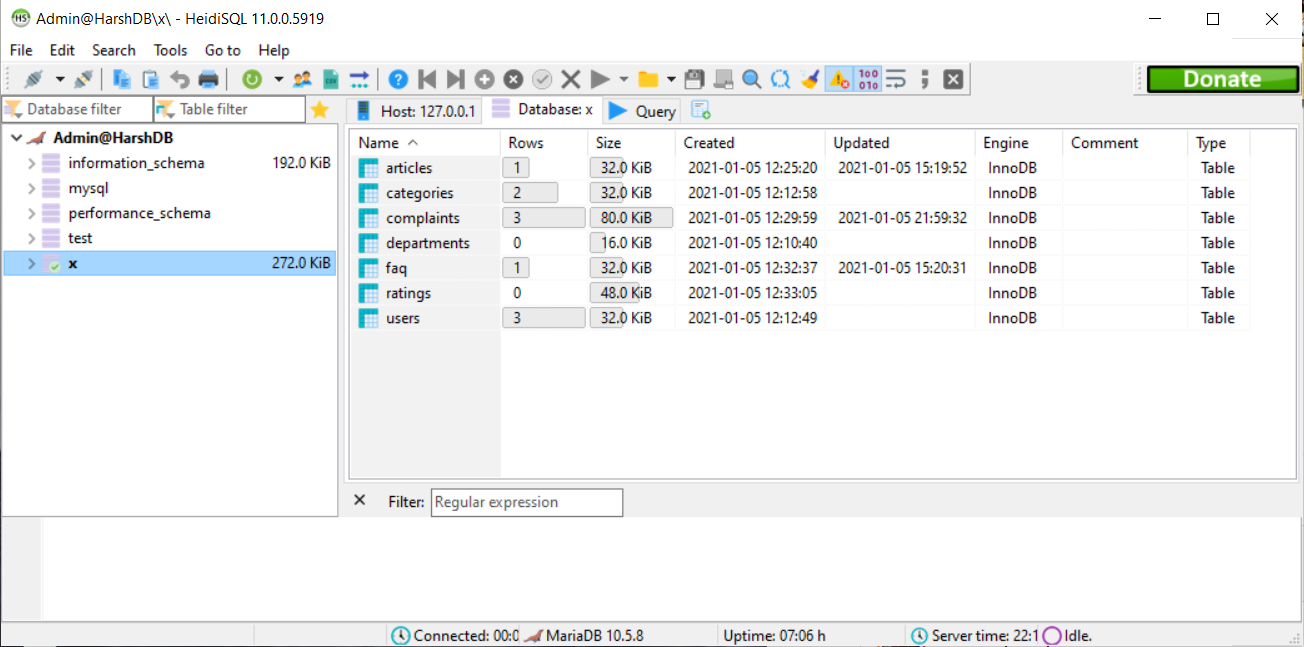 HS Admin@HarshDB\x\ - HeidiSQL 11.0.0.5919
File Edit Search Tools Go to Help
Donate
Database filter Table filter Host: 127.0.0.1 Database: x Query
Admin@HarshDB
information_schema 192.0 KiB
mysql
performance_schema
test
x 272.0 KiB
Name Rows Size Created Updated Engine Comment Type
articles 1 32.0 KiB 2021-01-05 12:25:20 2021-01-05 15:19:52 InnoDB Table
categories 2 32.0 KiB 2021-01-05 12:12:58 InnoDB Table
complaints 3 80.0 KiB 2021-01-05 12:29:59 2021-01-05 21:59:32 InnoDB Table
departments 0 16.0 KiB 2021-01-05 12:10:40 InnoDB Table
faq 1 32.0 KiB 2021-01-05 12:32:37 2021-01-05 15:20:31 InnoDB Table
ratings 0 48.0 KiB 2021-01-05 12:33:05 InnoDB Table
users 3 32.0 KiB 2021-01-05 12:12:49 InnoDB Table
Filter: Regular expression
Connected: 00:0 MariaDB 10.5.8 Uptime: 07:06 h Server time: 22:1 Idle.